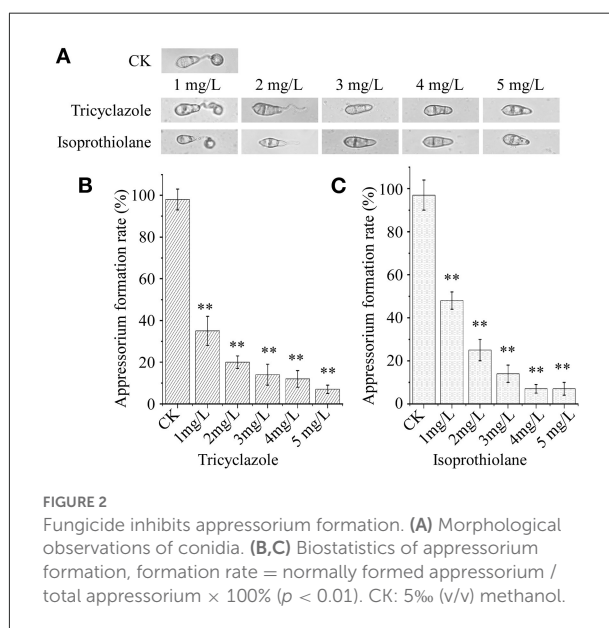 A
CK
1 mg/L 2 mg/L 3 mg/L 4 mg/L 5 mg/L
Tricyclazole
Isoprothiolane
B
Appressorium formation rate (%)
100
80
60
40
20
0
** ** ** ** **
CK 1mg/L 2mg/L 3mg/L 4mg/L 5 mg/L
Tricyclazole
C
Appressorium formation rate (%)
100
80
60
40
20
0
** ** ** ** **
CK 1mg/L 2mg/L 3mg/L 4 mg/L 5 mg/L
Isoprothiolane
FIGURE 2
Fungicide inhibits appressorium formation. (A) Morphological
observations of conidia. (B,C) Biostatistics of appressorium
formation, formation rate = normally formed appressorium /
total appressorium × 100% (p < 0.01). CK: 5‰ (v/v) methanol.